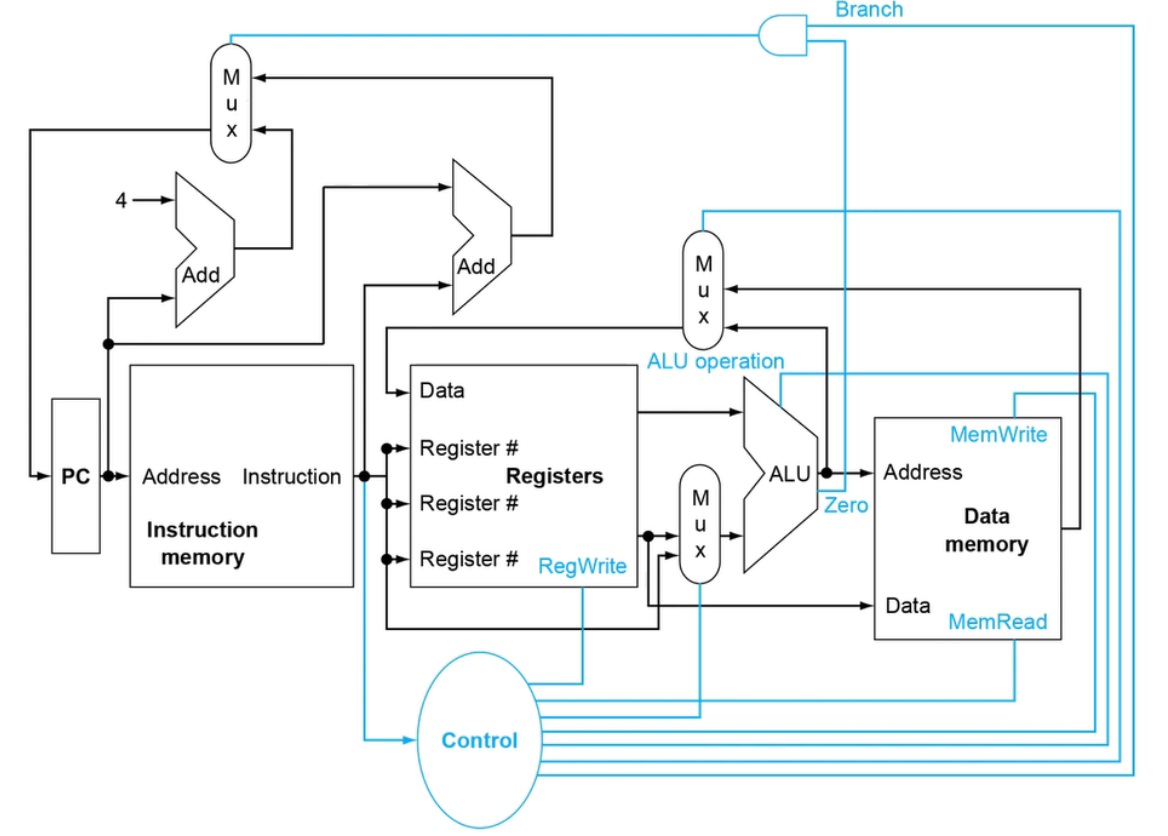 Branch
M
u
x
4
Add
Add
M
u
x
ALU operation
Data
Register #
Registers
Register #
Register #
RegWrite
PC
Address
Instruction
Instruction
memory
M
u
x
ALU
Zero
MemWrite
Address
Data
memory
Data
MemRead
Control